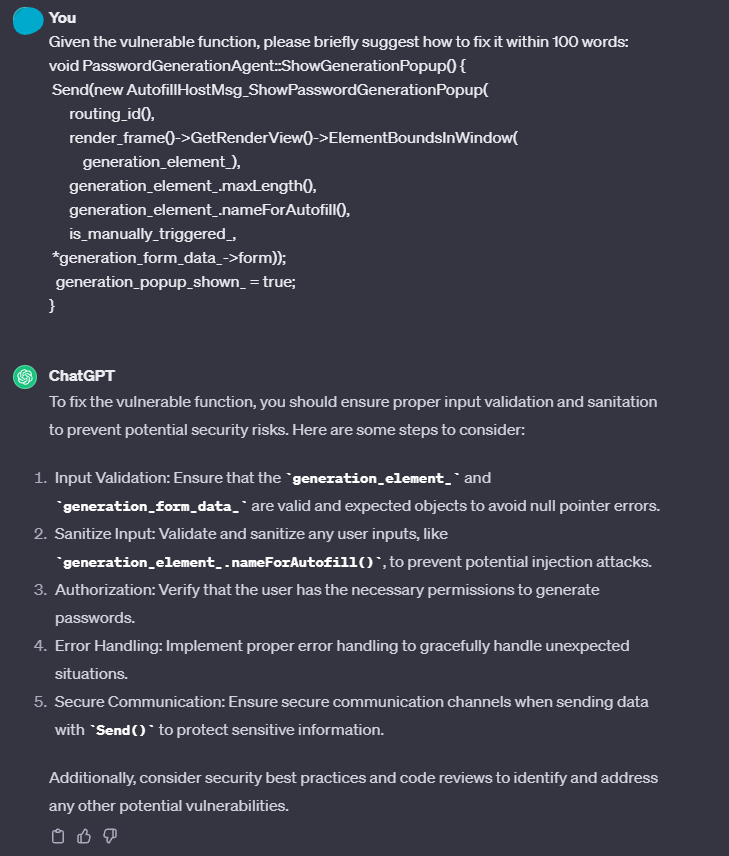 You
Given the vulnerable function, please briefly suggest how to fix it within 100 words:
void PasswordGenerationAgent::ShowGenerationPopup() {
Send(new AutofillHostMsg_ShowPasswordGenerationPopup(
routing_id(),
render_frame()->GetRenderView()->ElementBoundsInWindow(
generation_element_),
generation_element_.maxLength(),
generation_element_.nameForAutofill(),
is_manually_triggered_,
*generation_form_data_->form));
generation_popup_shown_ = true;
}
ChatGPT
To fix the vulnerable function, you should ensure proper input validation and sanitation
to prevent potential security risks. Here are some steps to consider:
1. Input Validation: Ensure that the `generation_element_` and
`generation_form_data_` are valid and expected objects to avoid null pointer errors.
2. Sanitize Input: Validate and sanitize any user inputs, like
`generation_element_.nameForAutofill()`, to prevent potential injection attacks.
3. Authorization: Verify that the user has the necessary permissions to generate
passwords.
4. Error Handling: Implement proper error handling to gracefully handle unexpected
situations.
5. Secure Communication: Ensure secure communication channels when sending data
with `Send()` to protect sensitive information.
Additionally, consider security best practices and code reviews to identify and address
any other potential vulnerabilities.